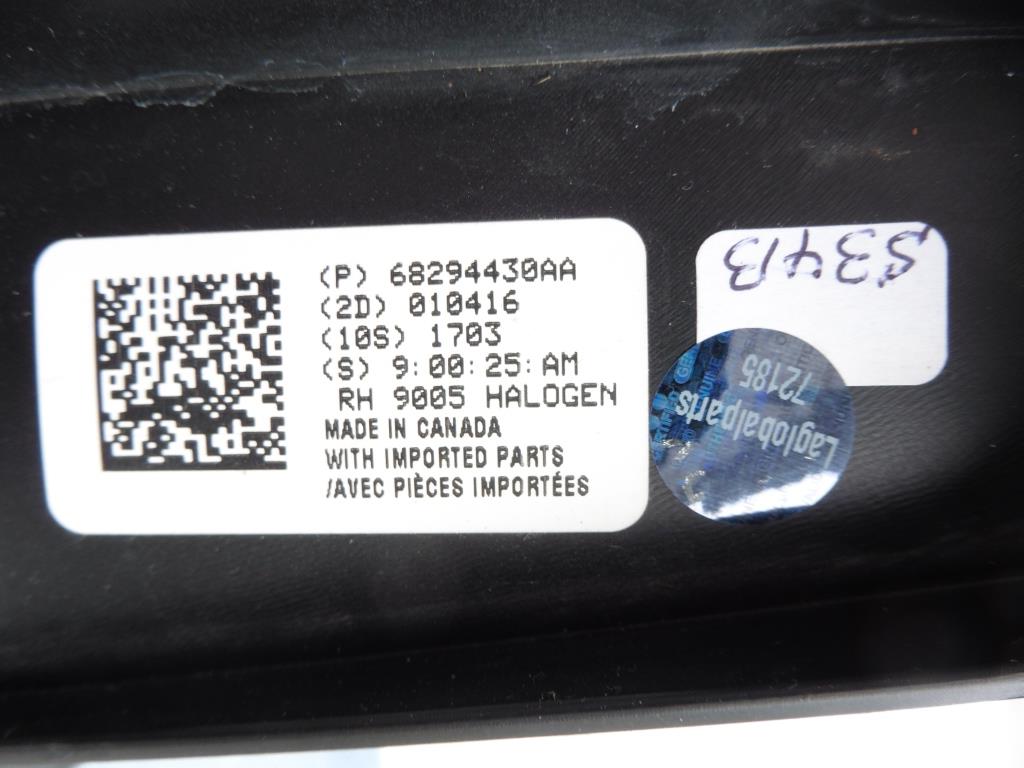 (P) 68294430AA
(2D) 010416
(10S) 1703
(S) 9:00:25:AM
RH 9005 HALOGEN
MADE IN CANADA
WITH IMPORTED PARTS
/AVEC PIÈCES IMPORTÉES
S34B
Laglobalparts
72185